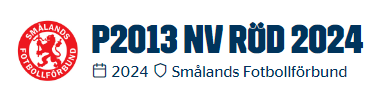 SMÅLANDS
FOTBOLLFÖRBUND
P2013 NV RÖD 2024
2024 Smålands Fotbollförbund